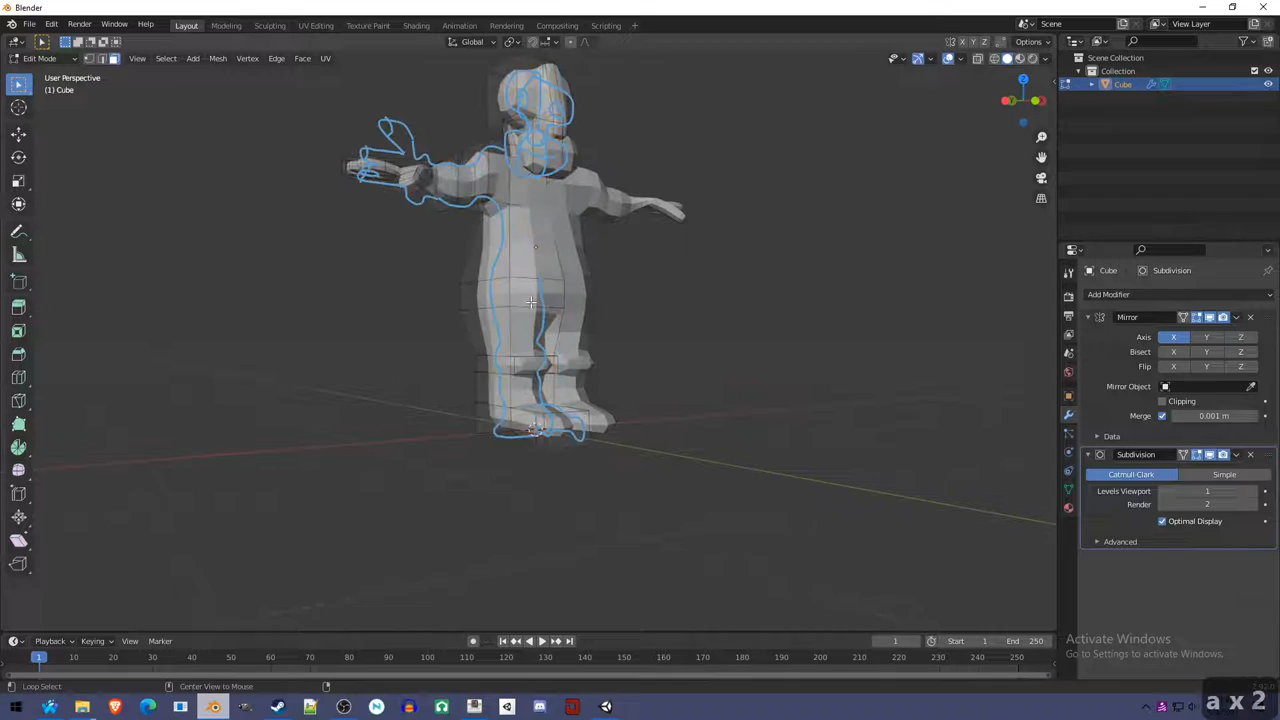 Blender
File Edit Render Window Help Layout Modeling Sculpting UV Editing Texture Paint Shading Animation Rendering Compositing Scripting + Scene View Layer
Global X Y Z Options
Edit Mode View Select Add Mesh Vertex Edge Face UV
User Perspective
(1) Cube
Scene Collection
Collection
Cube
Cube Subdivision
Add Modifier
Mirror
Axis X Y Z
Bisect X Y Z
Flip X Y Z
Mirror Object
Clipping
Merge 0.001 m
Data
Subdivision
Catmull-Clark Simple
Levels Viewport 1
Render 2
Optimal Display
Advanced
Playback Keying View Marker 1 Start 1 End 250
1 10 20 30 40 50 60 70 80 90 100 110 120 130 140 150 160 170 180 190 200 210 220 230 240 250
Loop Select Center View to Mouse
Activate Windows
Go to Settings to activate Windows.
a x2